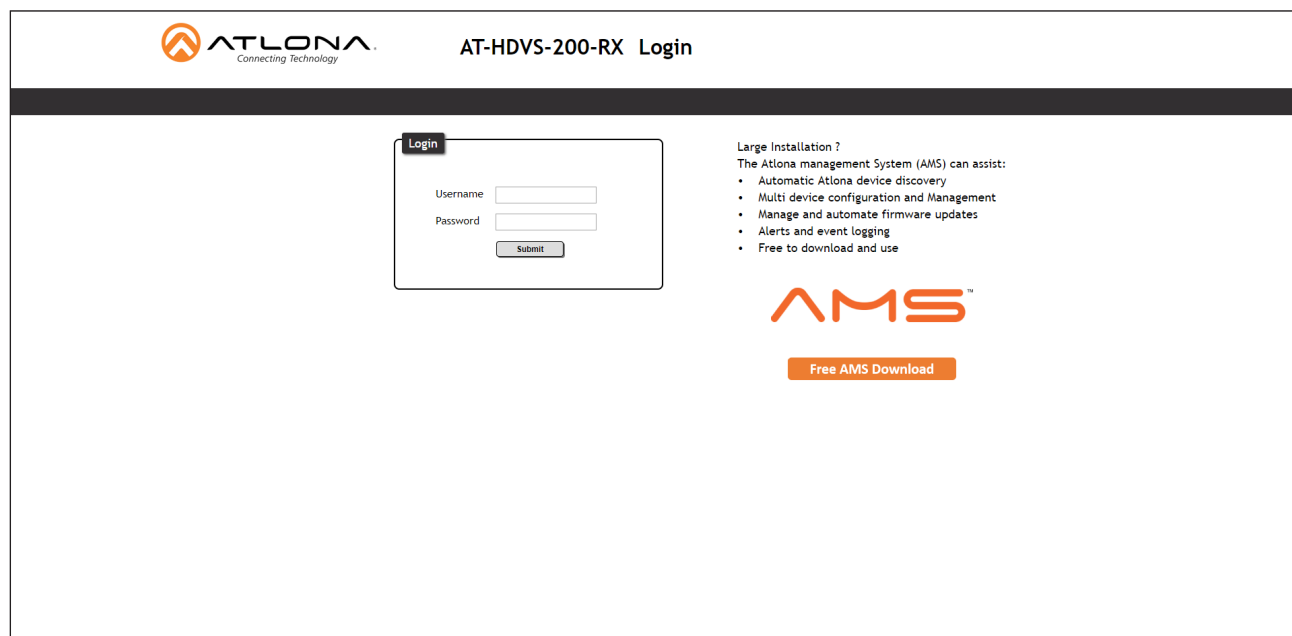 ATLONA.
Connecting Technology
AT-HDVS-200-RX Login
Login
Username
Password
Submit
Large Installation ?
The Atlona management System (AMS) can assist:
• Automatic Atlona device discovery
• Multi device configuration and Management
• Manage and automate firmware updates
• Alerts and event logging
• Free to download and use
AMS™
Free AMS Download